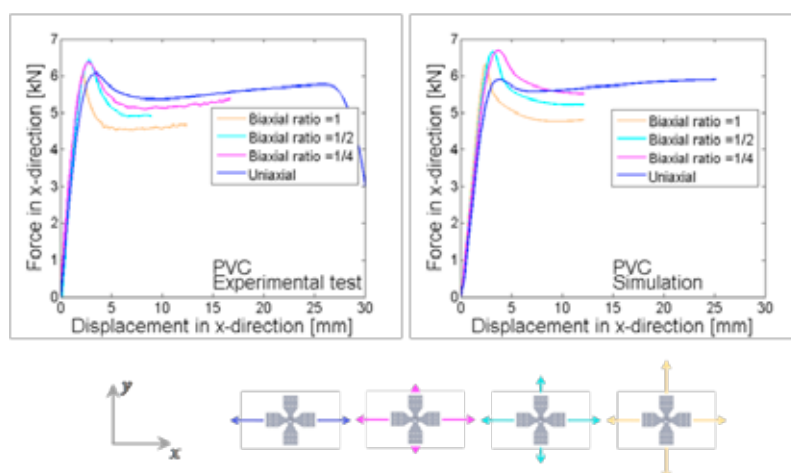 Force in x-direction [kN]
7
6
5
4
3
2
1
0
0 5 10 15 20 25 30
Displacement in x-direction [mm]
Biaxial ratio =1
Biaxial ratio =1/2
Biaxial ratio =1/4
Uniaxial
PVC
Experimental test
Force in x-direction [kN]
7
6
5
4
3
2
1
0
0 5 10 15 20 25 30
Displacement in x-direction [mm]
Biaxial ratio =1
Biaxial ratio =1/2
Biaxial ratio =1/4
Uniaxial
PVC
Simulation
y
x